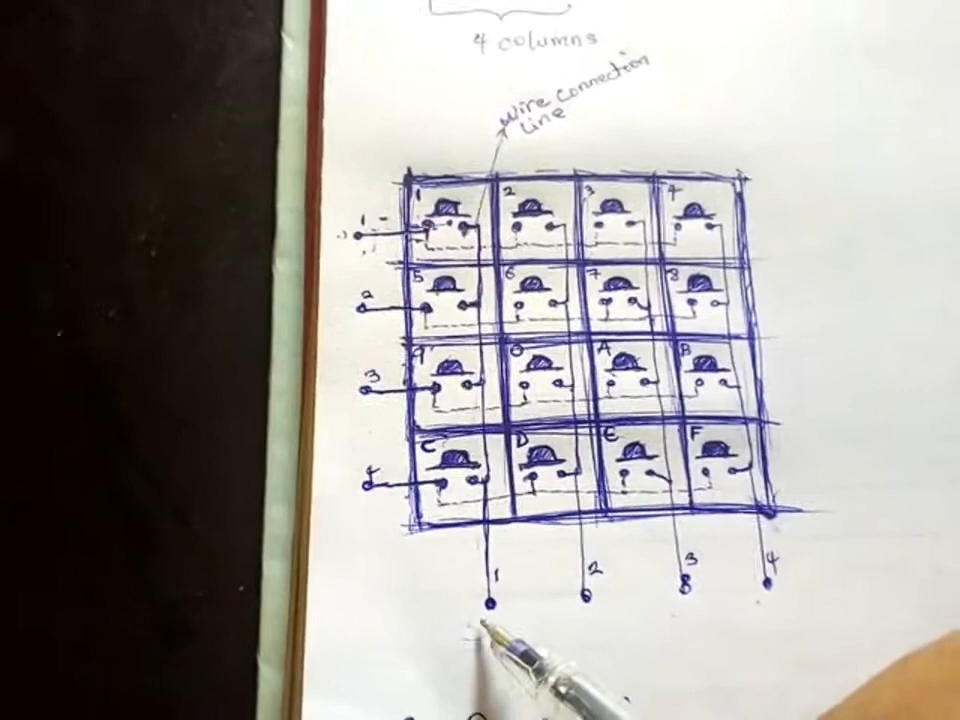 4 columns
wire connection
line
1 2 3 4
1
5 6 7 8
2
9 0 A B
3
C D E F
4
1 2 3 4